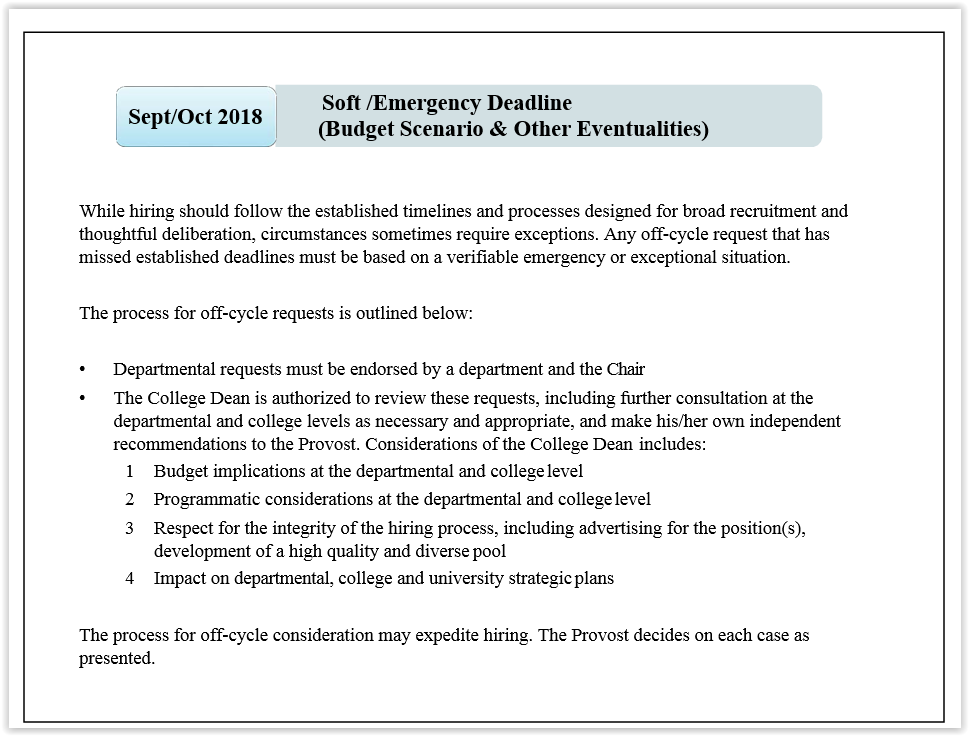 Sept/Oct 2018
Soft /Emergency Deadline
(Budget Scenario & Other Eventualities)
While hiring should follow the established timelines and processes designed for broad recruitment and
thoughtful deliberation, circumstances sometimes require exceptions. Any off-cycle request that has
missed established deadlines must be based on a verifiable emergency or exceptional situation.
The process for off-cycle requests is outlined below:
• Departmental requests must be endorsed by a department and the Chair
• The College Dean is authorized to review these requests, including further consultation at the
departmental and college levels as necessary and appropriate, and make his/her own independent
recommendations to the Provost. Considerations of the College Dean includes:
1 Budget implications at the departmental and college level
2 Programmatic considerations at the departmental and college level
3 Respect for the integrity of the hiring process, including advertising for the position(s),
development of a high quality and diverse pool
4 Impact on departmental, college and university strategic plans
The process for off-cycle consideration may expedite hiring. The Provost decides on each case as
presented.